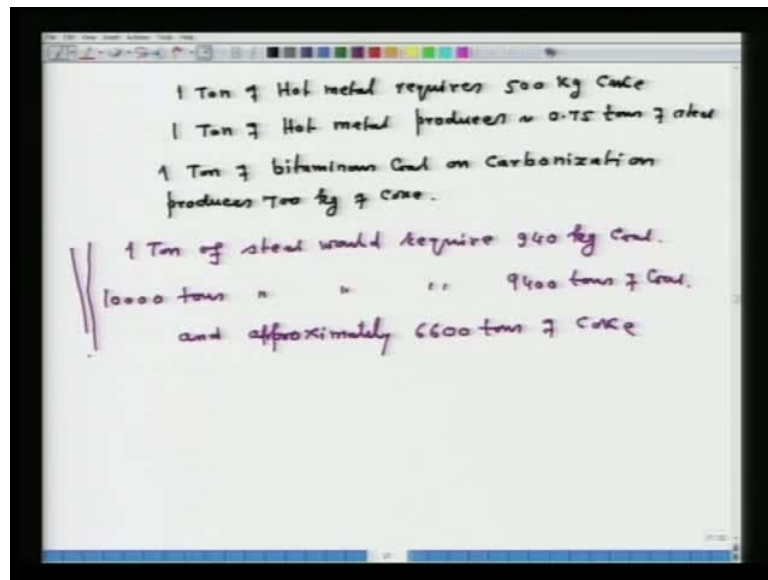 1 Ton of Hot metal requires 500 kg Coke
1 Ton of Hot metal produces ~ 0.75 ton of steel
1 Ton of bituminous Coal on Carbonization
produces 700 kg of Coke.
1 Ton of steel would require 940 kg Coal.
10000 tons " " " 9400 tons of Coal.
and approximately 6600 ton of Coke